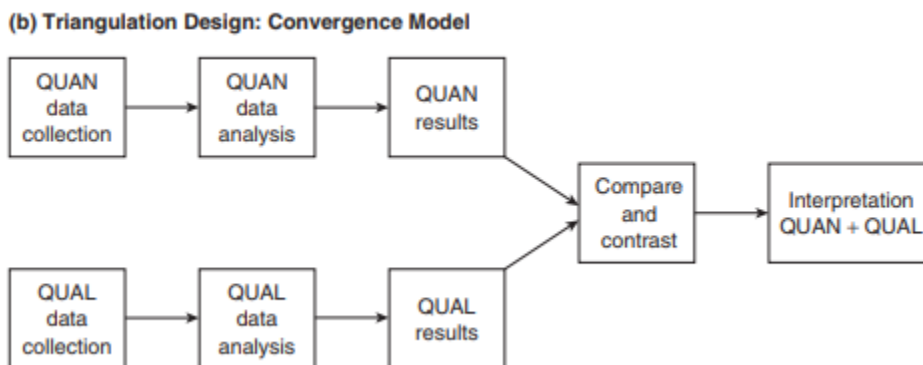 (b) Triangulation Design: Convergence Model
QUAN
data
collection
QUAN
data
analysis
QUAN
results
Compare
and
contrast
Interpretation
QUAN + QUAL
QUAL
data
collection
QUAL
data
analysis
QUAL
results